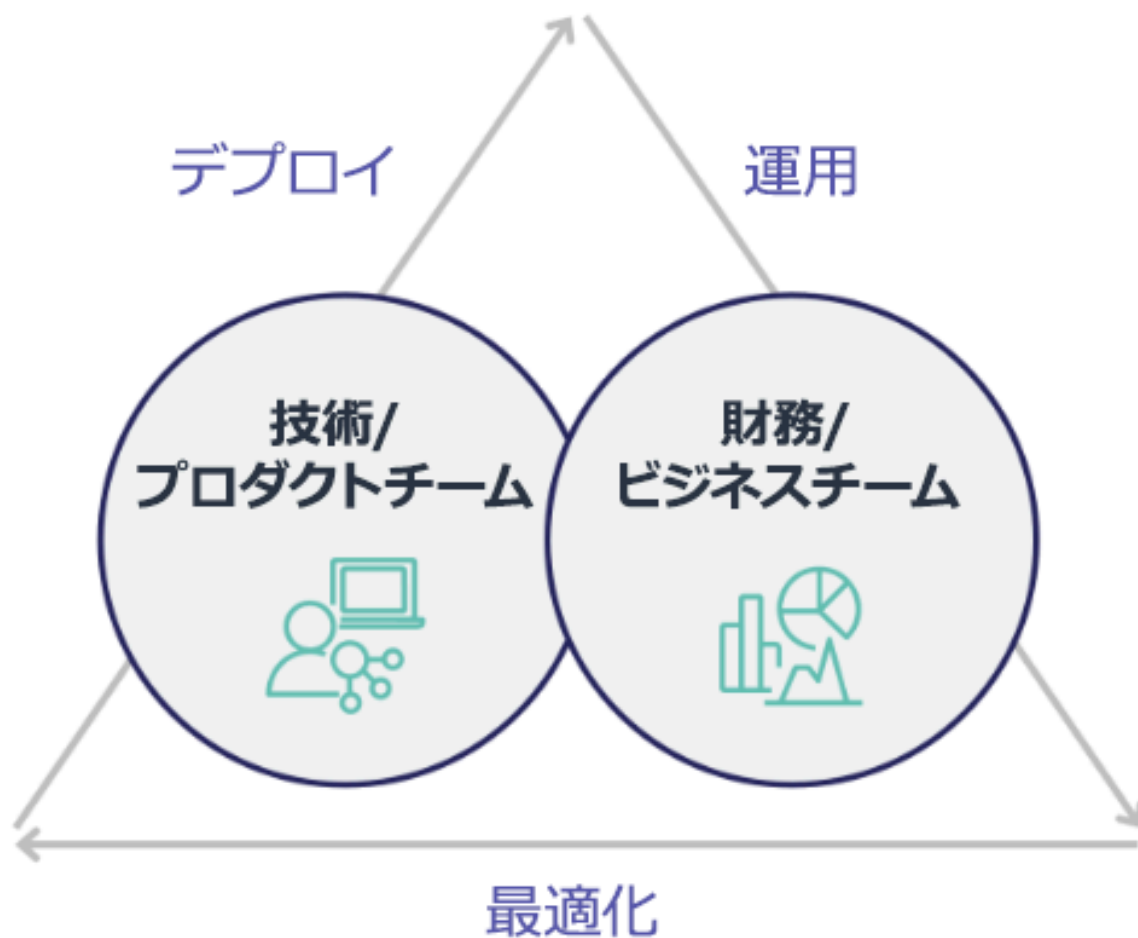 デプロイ
運用
技術/
プロダクトチーム
財務/
ビジネスチーム
最適化